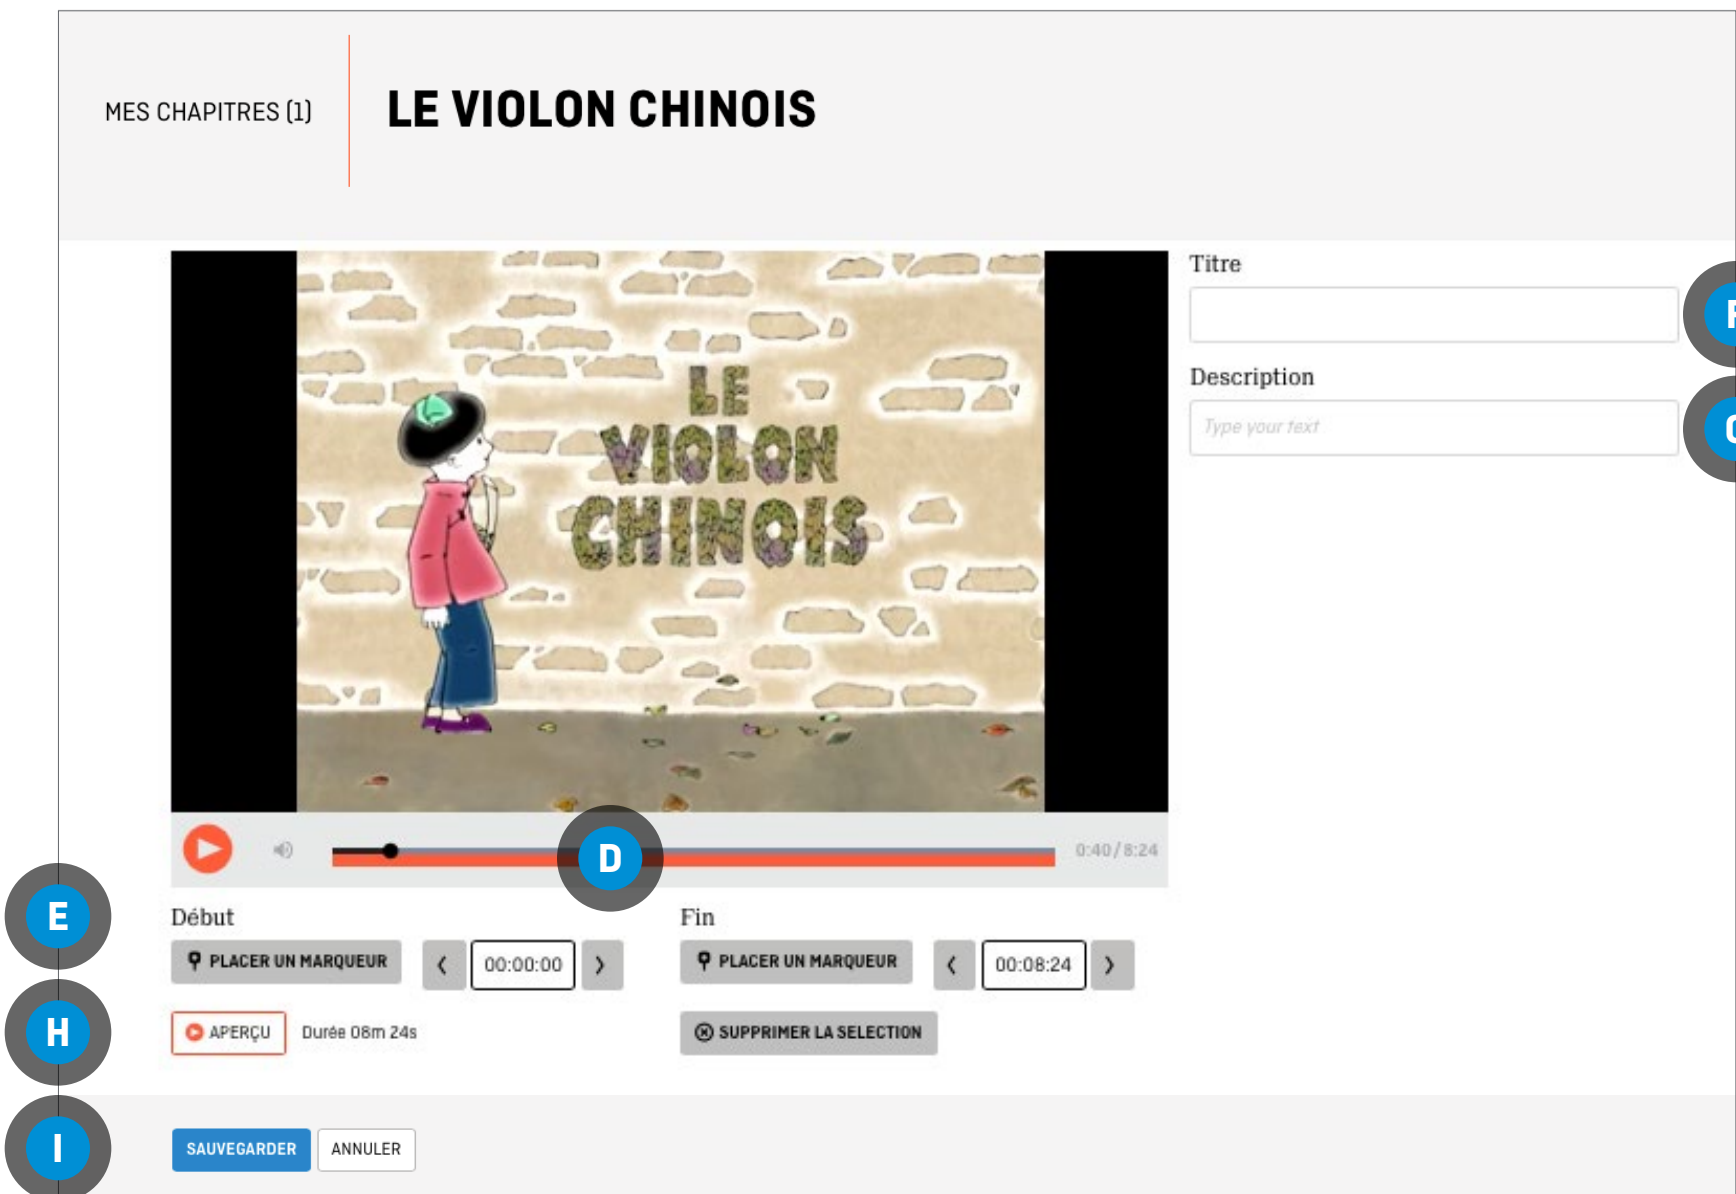 MES CHAPITRES (1)
LE VIOLON CHINOIS
LE
VIOLON
CHINOIS
Titre
Description
Type your text
D
0:40/8:24
E
Début
Fin
PLACER UN MARQUEUR
00:00:00
PLACER UN MARQUEUR
00:08:24
H
APERÇU
Durée 08m 24s
SUPPRIMER LA SELECTION
I
SAUVEGARDER
ANNULER